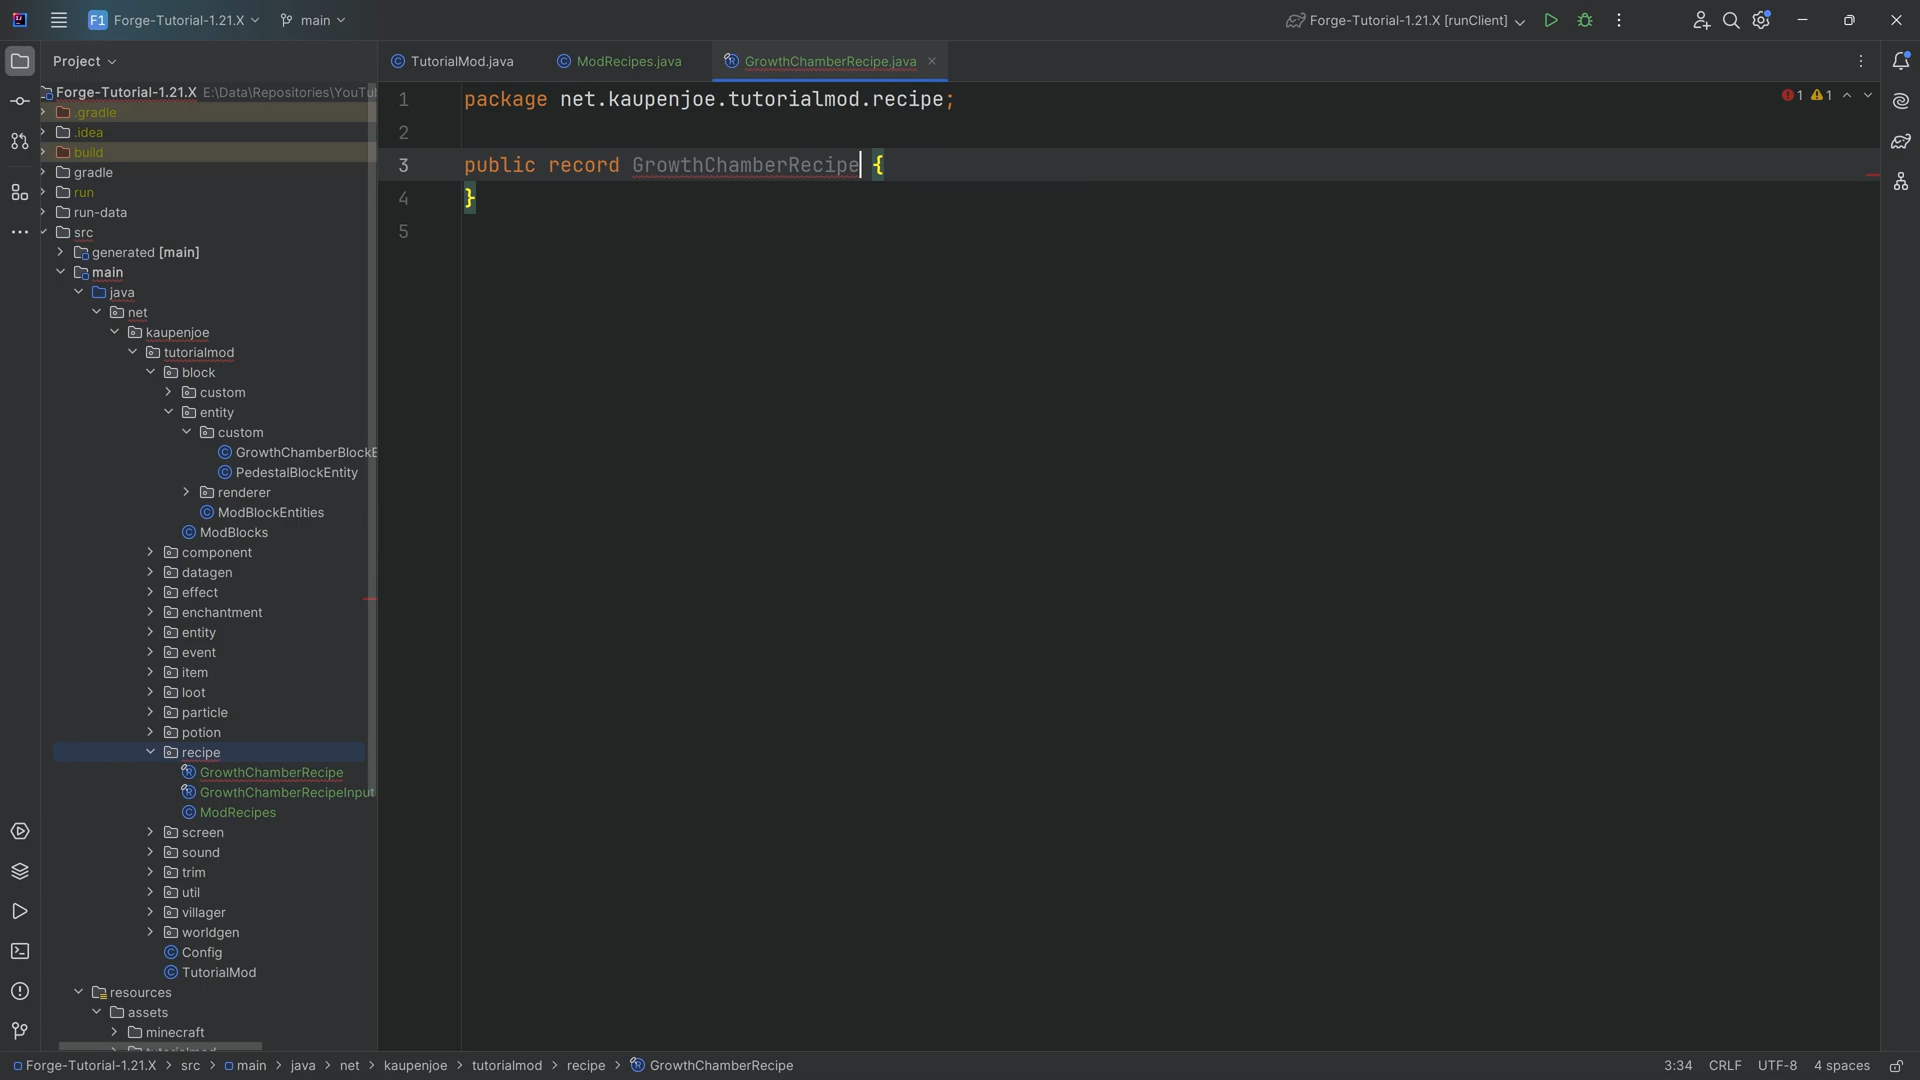 F1 Forge-Tutorial-1.21.X main Forge-Tutorial-1.21.X [runClient]
Project
TutorialMod.java ModRecipes.java GrowthChamberRecipe.java
Forge-Tutorial-1.21.X E:\Data\Repositories\YouTu
.gradle
.idea
build
gradle
run
run-data
src
generated [main]
main
java
net
kaupenjoe
tutorialmod
block
custom
entity
custom
GrowthChamberBlockE
PedestalBlockEntity
renderer
ModBlockEntities
ModBlocks
component
datagen
effect
enchantment
entity
event
item
loot
particle
potion
recipe
GrowthChamberRecipe
GrowthChamberRecipeInput
ModRecipes
screen
sound
trim
util
villager
worldgen
Config
TutorialMod
resources
assets
minecraft
1 package net.kaupenjoe.tutorialmod.recipe;
2
3 public record GrowthChamberRecipe {
4 }
5
1 1
Forge-Tutorial-1.21.X > src > main > java > net > kaupenjoe > tutorialmod > recipe > GrowthChamberRecipe
3:34 CRLF UTF-8 4 spaces